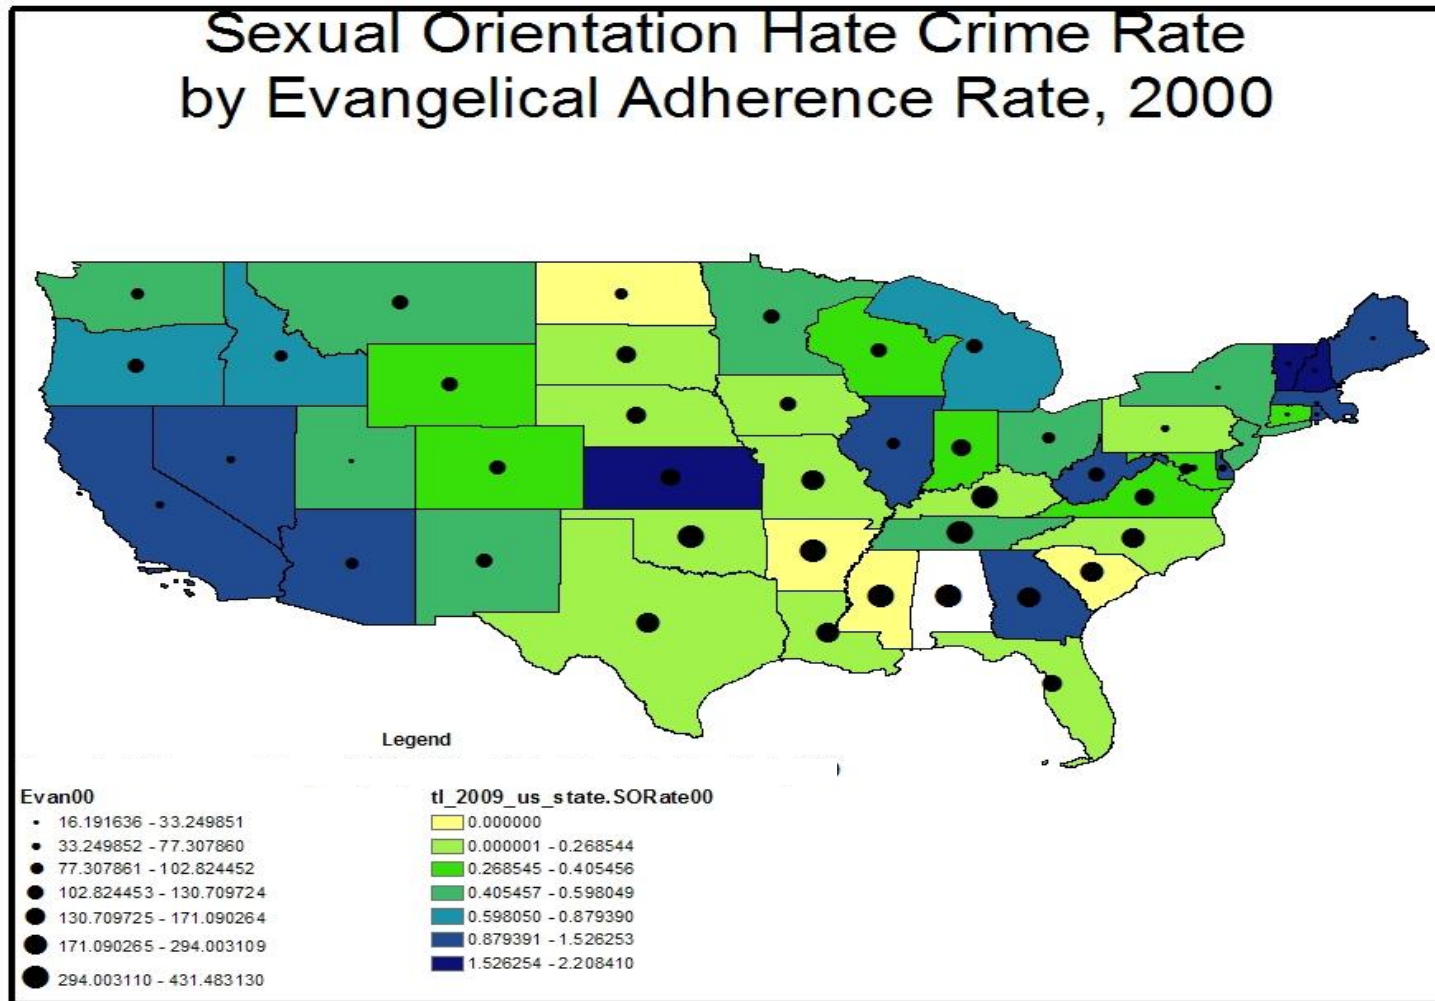 Sexual Orientation Hate Crime Rate
by Evangelical Adherence Rate, 2000
Legend
Evan00
16.191636 - 33.249851
33.249852 - 77.307860
77.307861 - 102.824452
102.824453 - 130.709724
130.709725 - 171.090264
171.090265 - 294.003109
294.003110 - 431.483130
tl_2009_us_state.SORate00
0.000000
0.000001 - 0.268544
0.268545 - 0.405456
0.405457 - 0.598049
0.598050 - 0.879390
0.879391 - 1.526253
1.526254 - 2.208410